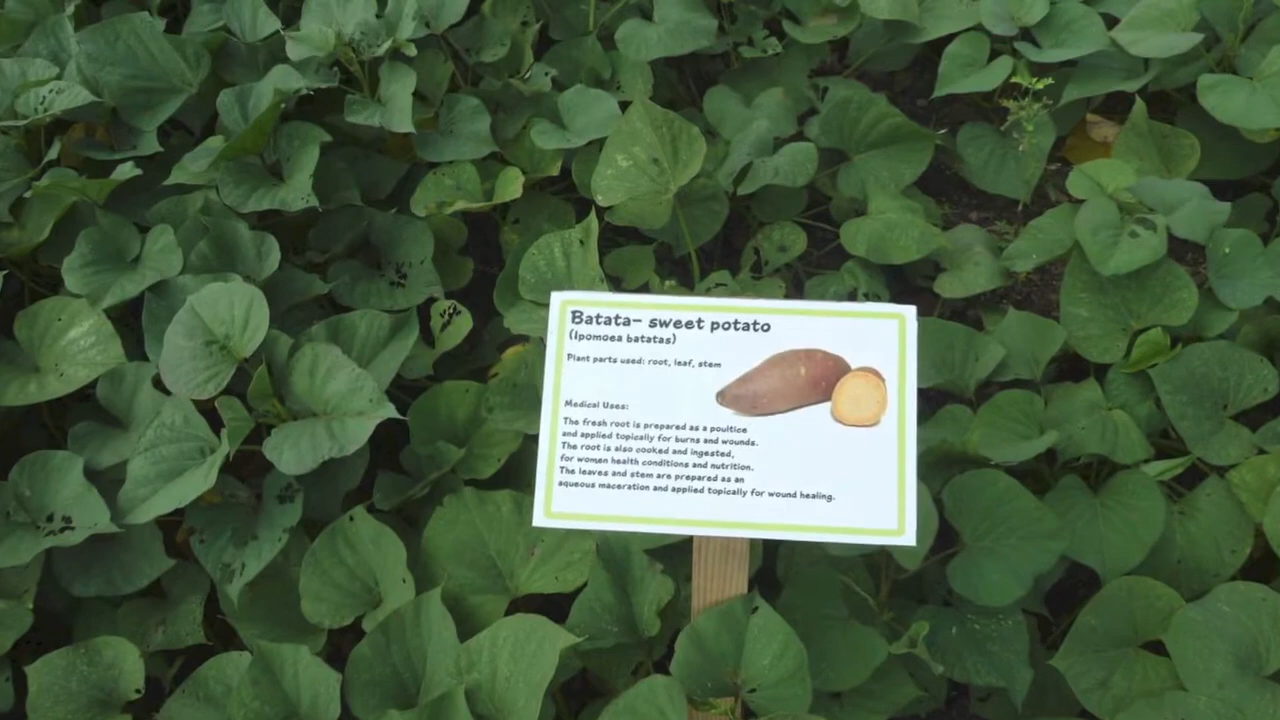 Batata- sweet potato
(Ipomoea batatas)
Plant parts used: root, leaf, stem
Medical Uses:
The fresh root is prepared as a poultice
and applied topically for burns and wounds.
The root is also cooked and ingested,
for women health conditions and nutrition.
The leaves and stem are prepared as an
aqueous maceration and applied topically for wound healing.